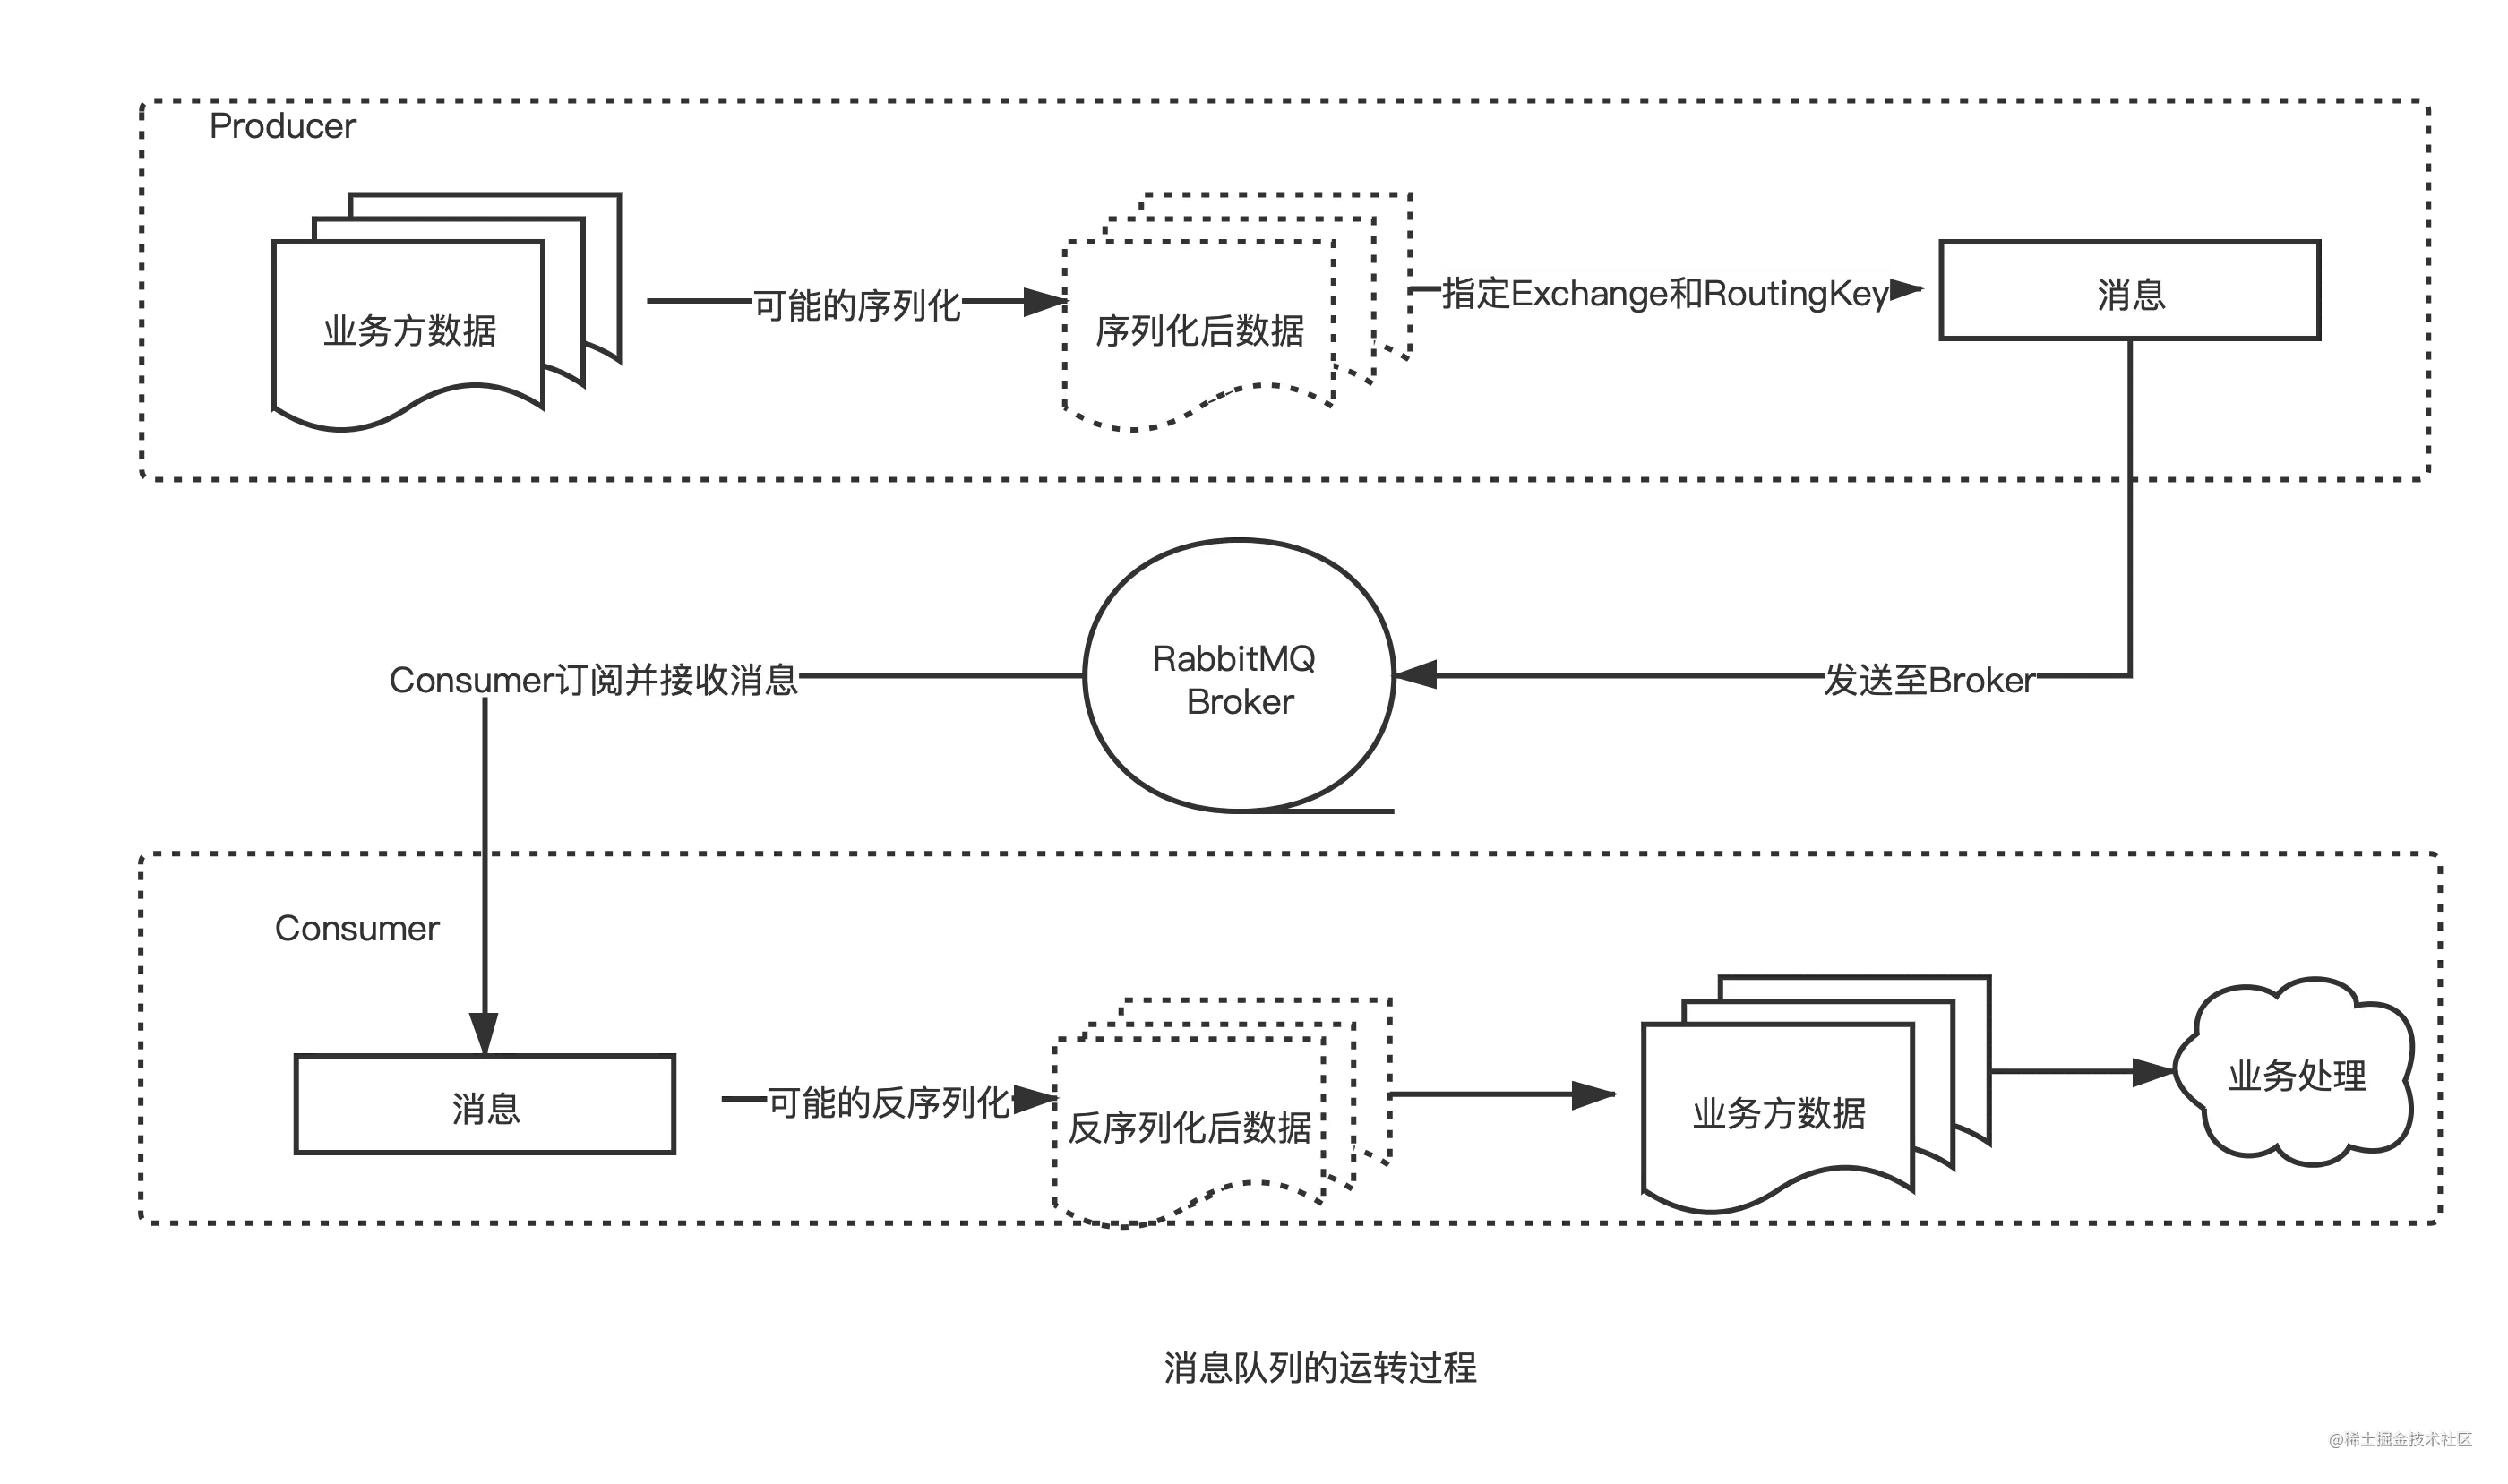 Producer
业务方数据
可能的序列化
序列化后数据
指定Exchange和RoutingKey
消息
Consumer订阅并接收消息
RabbitMQ
Broker
发送至Broker
Consumer
消息
可能的反序列化
反序列化后数据
业务方数据
业务处理
消息队列的运转过程
@稀土掘金技术社区